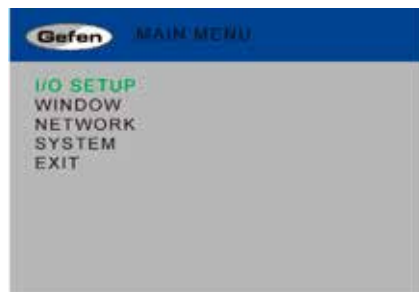 Gefen MAIN MENU
I/O SETUP
WINDOW
NETWORK
SYSTEM
EXIT